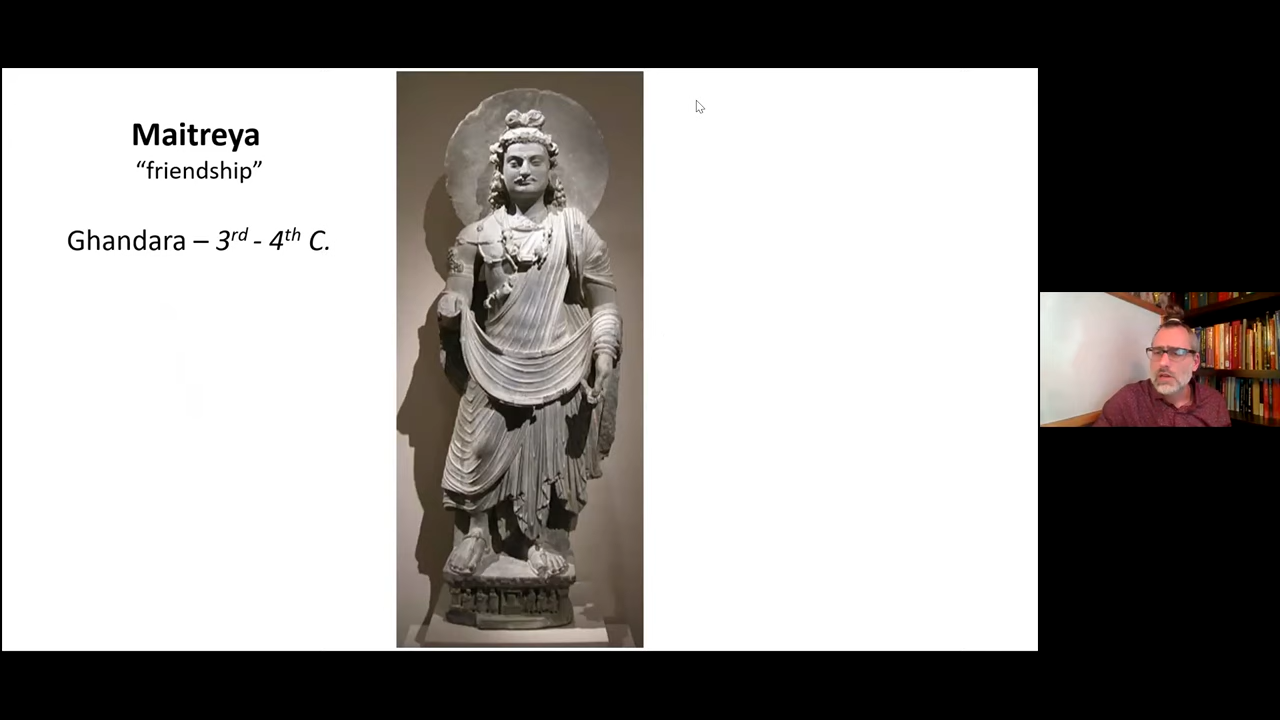 Maitreya
“friendship”
Ghandara – 3rd - 4th C.